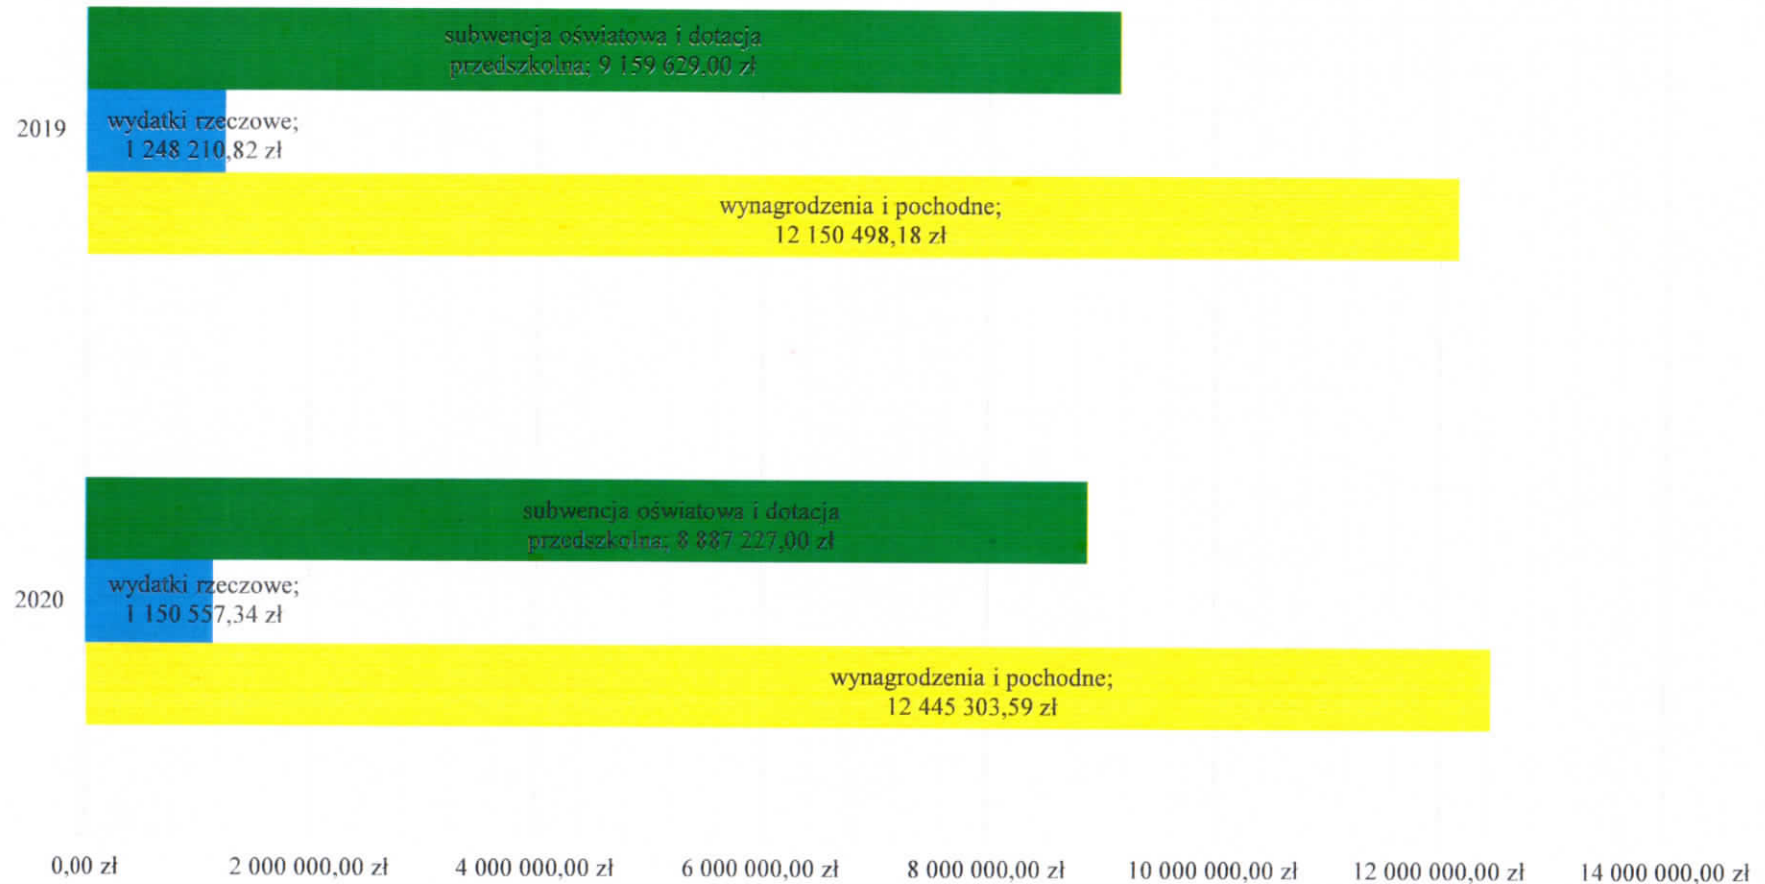 subwencja oświatowa i dotacja
przedszkolna; 9 159 629,00 zł
2019
wydatki rzeczowe;
1 248 210,82 zł
wynagrodzenia i pochodne;
12 150 498,18 zł
subwencja oświatowa i dotacja
przedszkolna; 8 887 227,00 zł
2020
wydatki rzeczowe;
1 150 557,34 zł
wynagrodzenia i pochodne;
12 445 303,59 zł
0,00 zł 2 000 000,00 zł 4 000 000,00 zł 6 000 000,00 zł 8 000 000,00 zł 10 000 000,00 zł 12 000 000,00 zł 14 000 000,00 zł